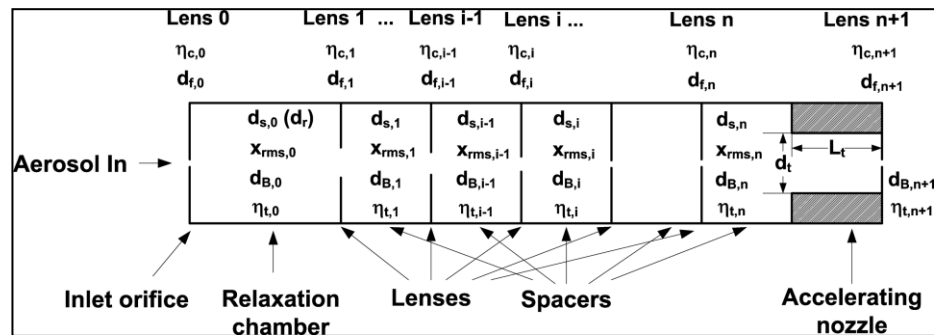 Lens 0 Lens 1 ... Lens i-1 Lens i ... Lens n Lens n+1
ηc,0 ηc,1 ηc,i-1 ηc,i ηc,n ηc,n+1
df,0 df,1 df,i-1 df,i df,n df,n+1
ds,0 (dr) ds,1 ds,i-1 ds,i ds,n
Aerosol In xrms,0 xrms,1 xrms,i-1 xrms,i xrms,n dt Lt
dB,0 dB,1 dB,i-1 dB,i dB,n dB,n+1
ηt,0 ηt,1 ηt,i-1 ηt,i ηt,n ηt,n+1
Inlet orifice Relaxation Lenses Spacers Accelerating
chamber nozzle